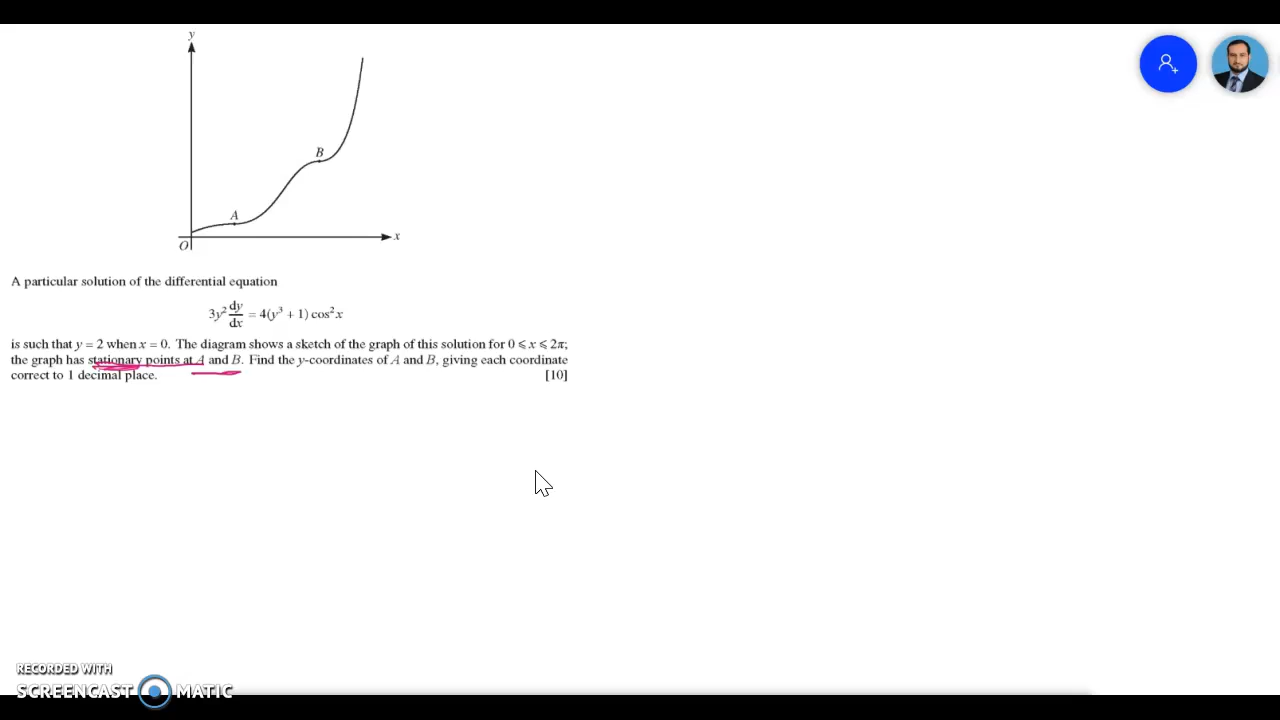 y
B
A
O
x
A particular solution of the differential equation
3y² dy/dx = 4(y³ + 1) cos² x
is such that y = 2 when x = 0. The diagram shows a sketch of the graph of this solution for 0 ⩽ x ⩽ 2π;
the graph has stationary points at A and B. Find the y-coordinates of A and B, giving each coordinate
correct to 1 decimal place. [10]
RECORDED WITH
SCREENCAST MATIC